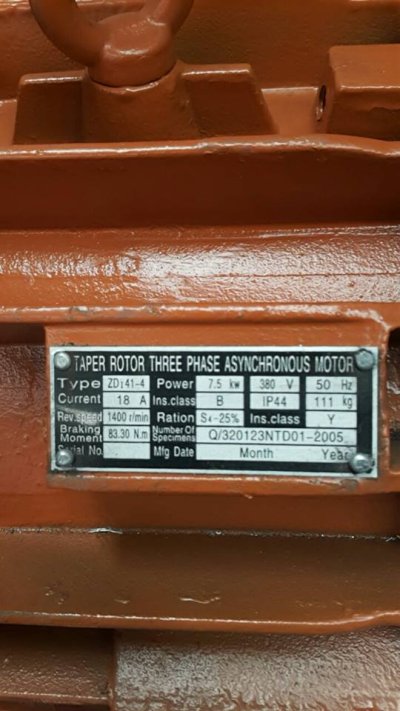 TAPER ROTOR THREE PHASE ASYNCHRONOUS MOTOR
Type ZD₁41-4 Power 7.5 kw 380 V 50 Hz
Current 18 A Ins.class B IP44 111 kg
Rev.speed 1400 r/min Ration S4-25% Ins.class Y
Braking Moment 83.30 N.m Number Of Specimens Q/320123NTD01-2005
Serial No. Mfg Date Month Year